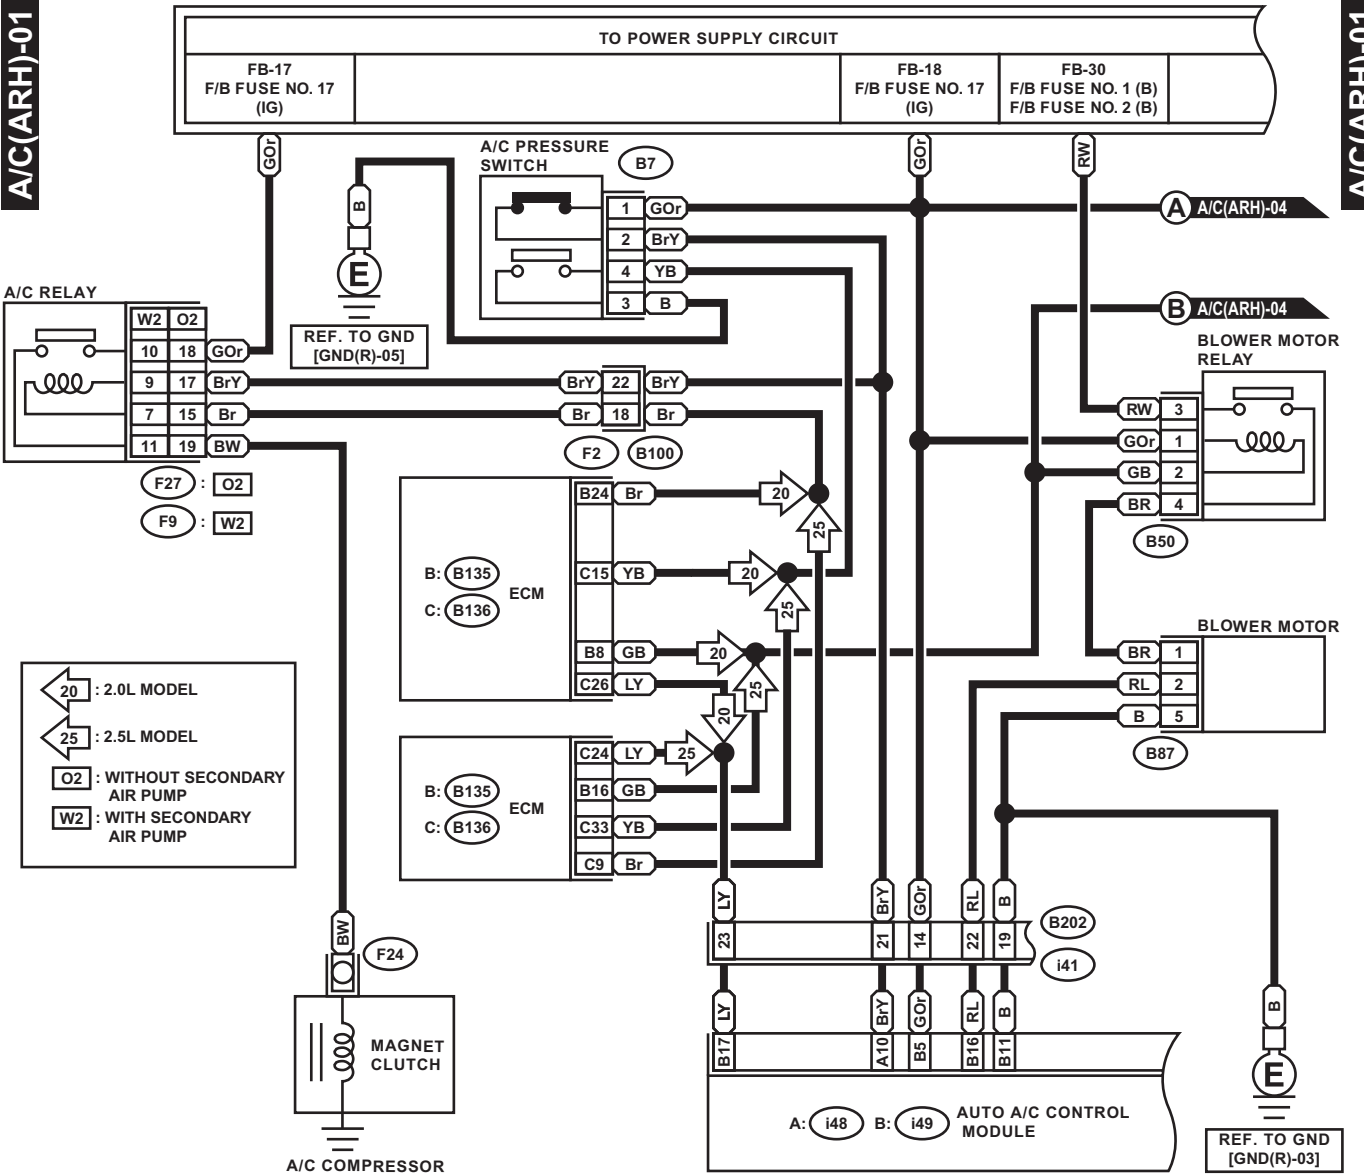 A/C(ARH)-01
A/C(ARH)-01
TO POWER SUPPLY CIRCUIT
FB-17
F/B FUSE NO. 17
(IG)
FB-18
F/B FUSE NO. 17
(IG)
FB-30
F/B FUSE NO. 1 (B)
F/B FUSE NO. 2 (B)
GOr
GOr
RW
A/C PRESSURE
SWITCH
B7
1 GOr
2 BrY
4 YB
3 B
A A/C(ARH)-04
B A/C(ARH)-04
B
E
REF. TO GND
[GND(R)-05]
A/C RELAY
W2 O2
10 18 GOr
9 17 BrY
7 15 Br
11 19 BW
F27 : O2
F9 : W2
BrY 22 BrY
Br 18 Br
F2 B100
BLOWER MOTOR
RELAY
RW 3
GOr 1
GB 2
BR 4
B50
B: B135
C: B136
ECM
B24 Br
C15 YB
B8 GB
C26 LY
20
25
20
25
20
25
20
25
BLOWER MOTOR
BR 1
RL 2
B 5
B87
20 : 2.0L MODEL
25 : 2.5L MODEL
O2 : WITHOUT SECONDARY
AIR PUMP
W2 : WITH SECONDARY
AIR PUMP
B: B135
C: B136
ECM
C24 LY
B16 GB
C33 YB
C9 Br
LY BrY GOr RL B
23 21 14 22 19
B202
i41
LY BrY GOr RL B
B17 A10 B5 B16 B11
A: i48 B: i49 AUTO A/C CONTROL
MODULE
BW
F24
MAGNET
CLUTCH
A/C COMPRESSOR
B
E
REF. TO GND
[GND(R)-03]